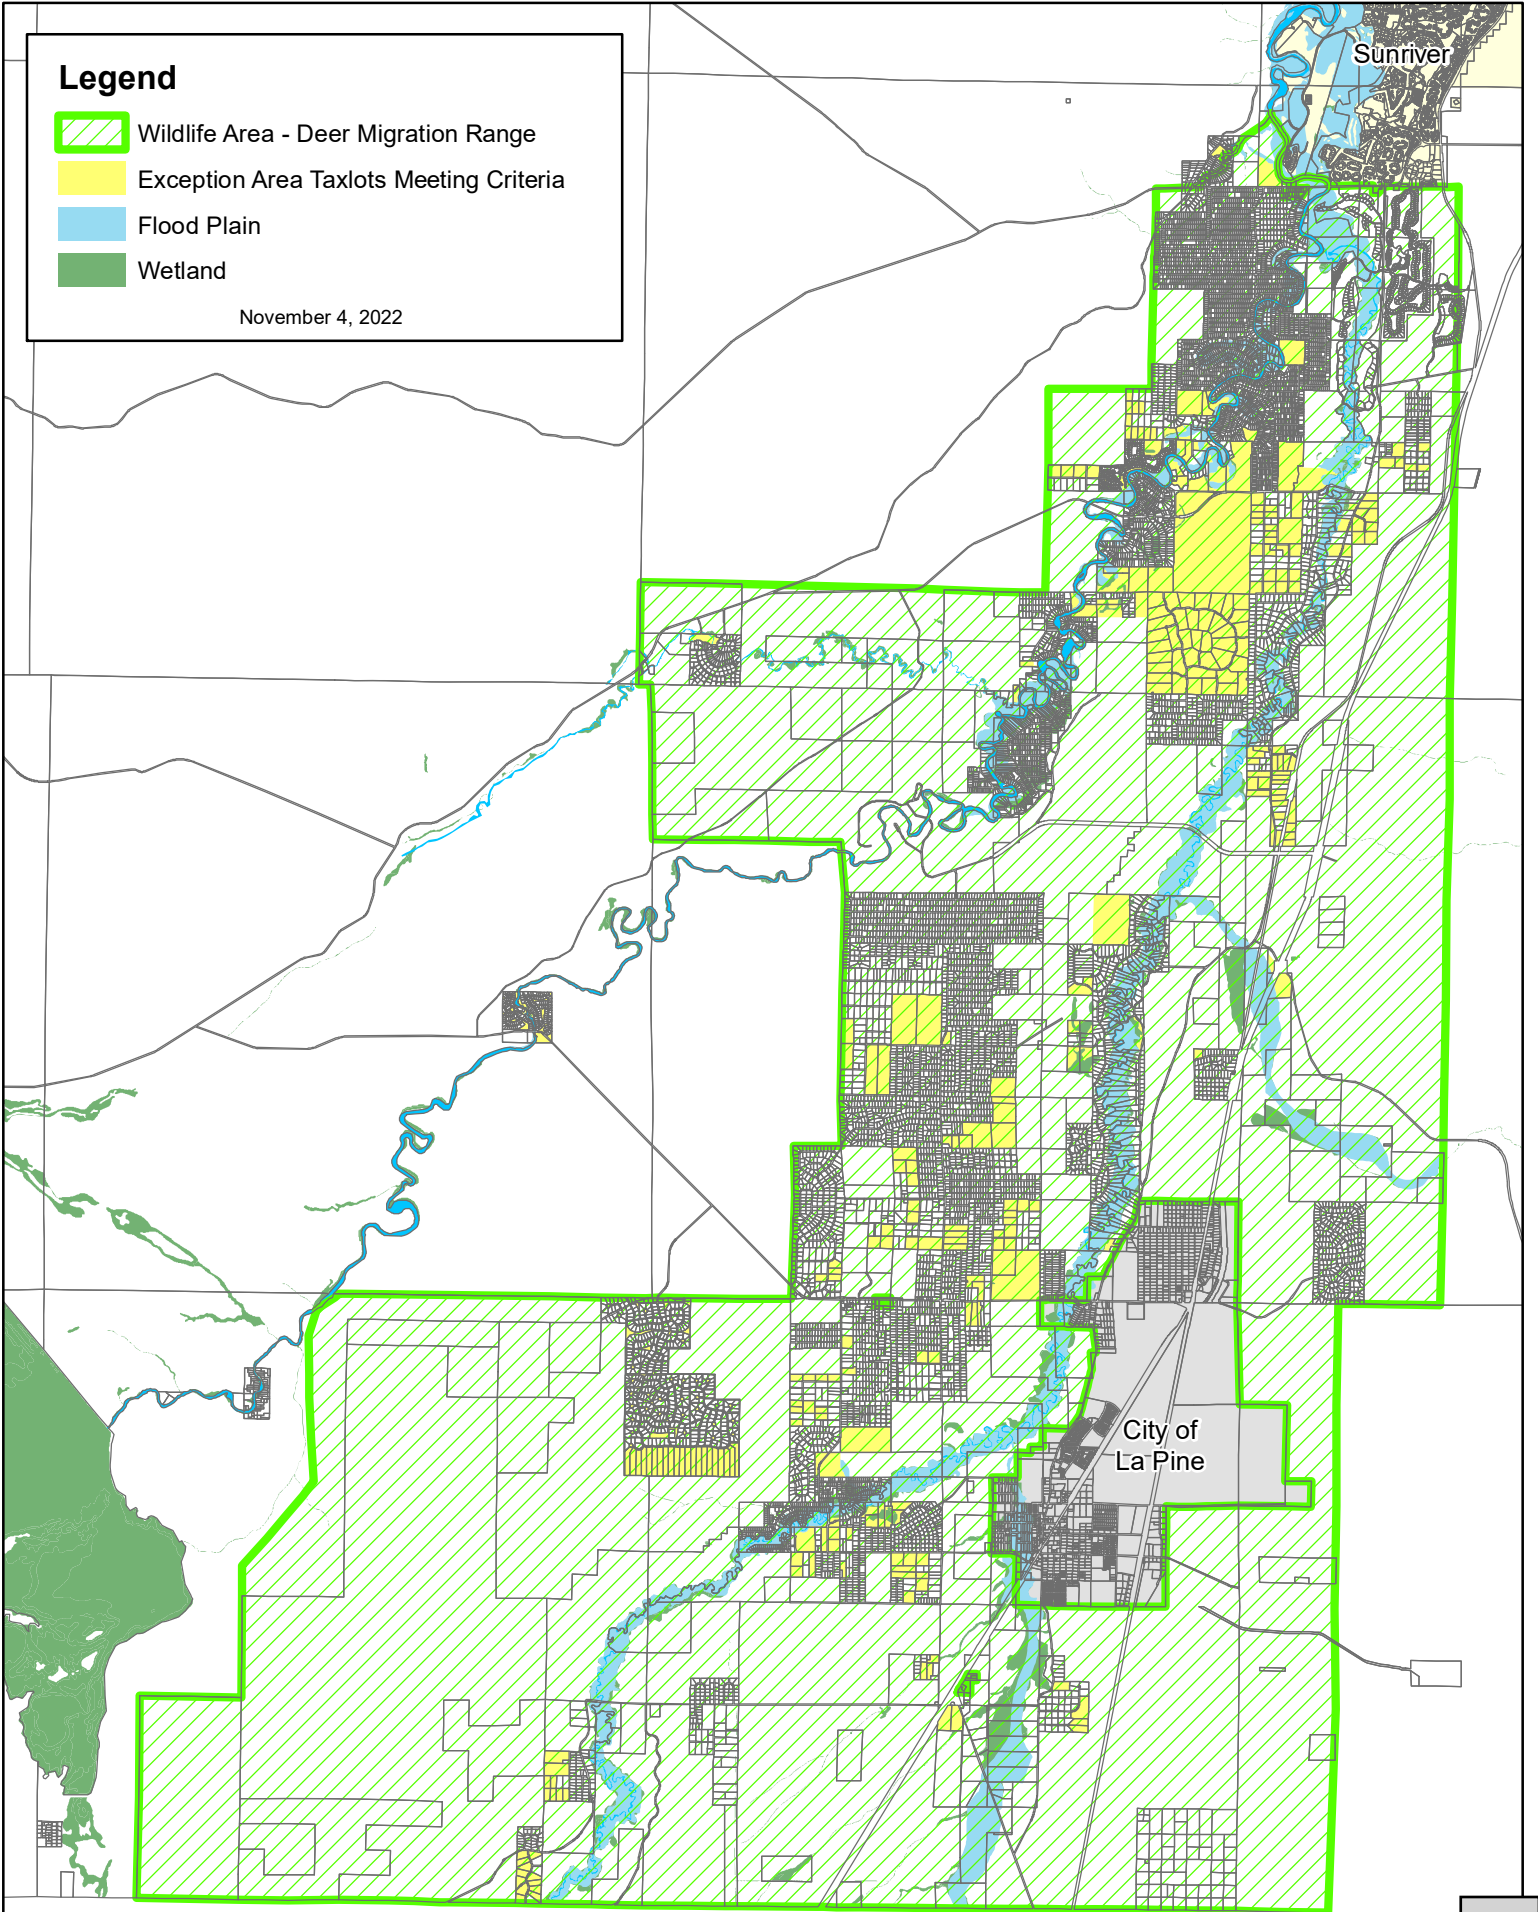 Legend
Wildlife Area - Deer Migration Range
Exception Area Taxlots Meeting Criteria
Flood Plain
Wetland
November 4, 2022
Sunriver
City of
La Pine